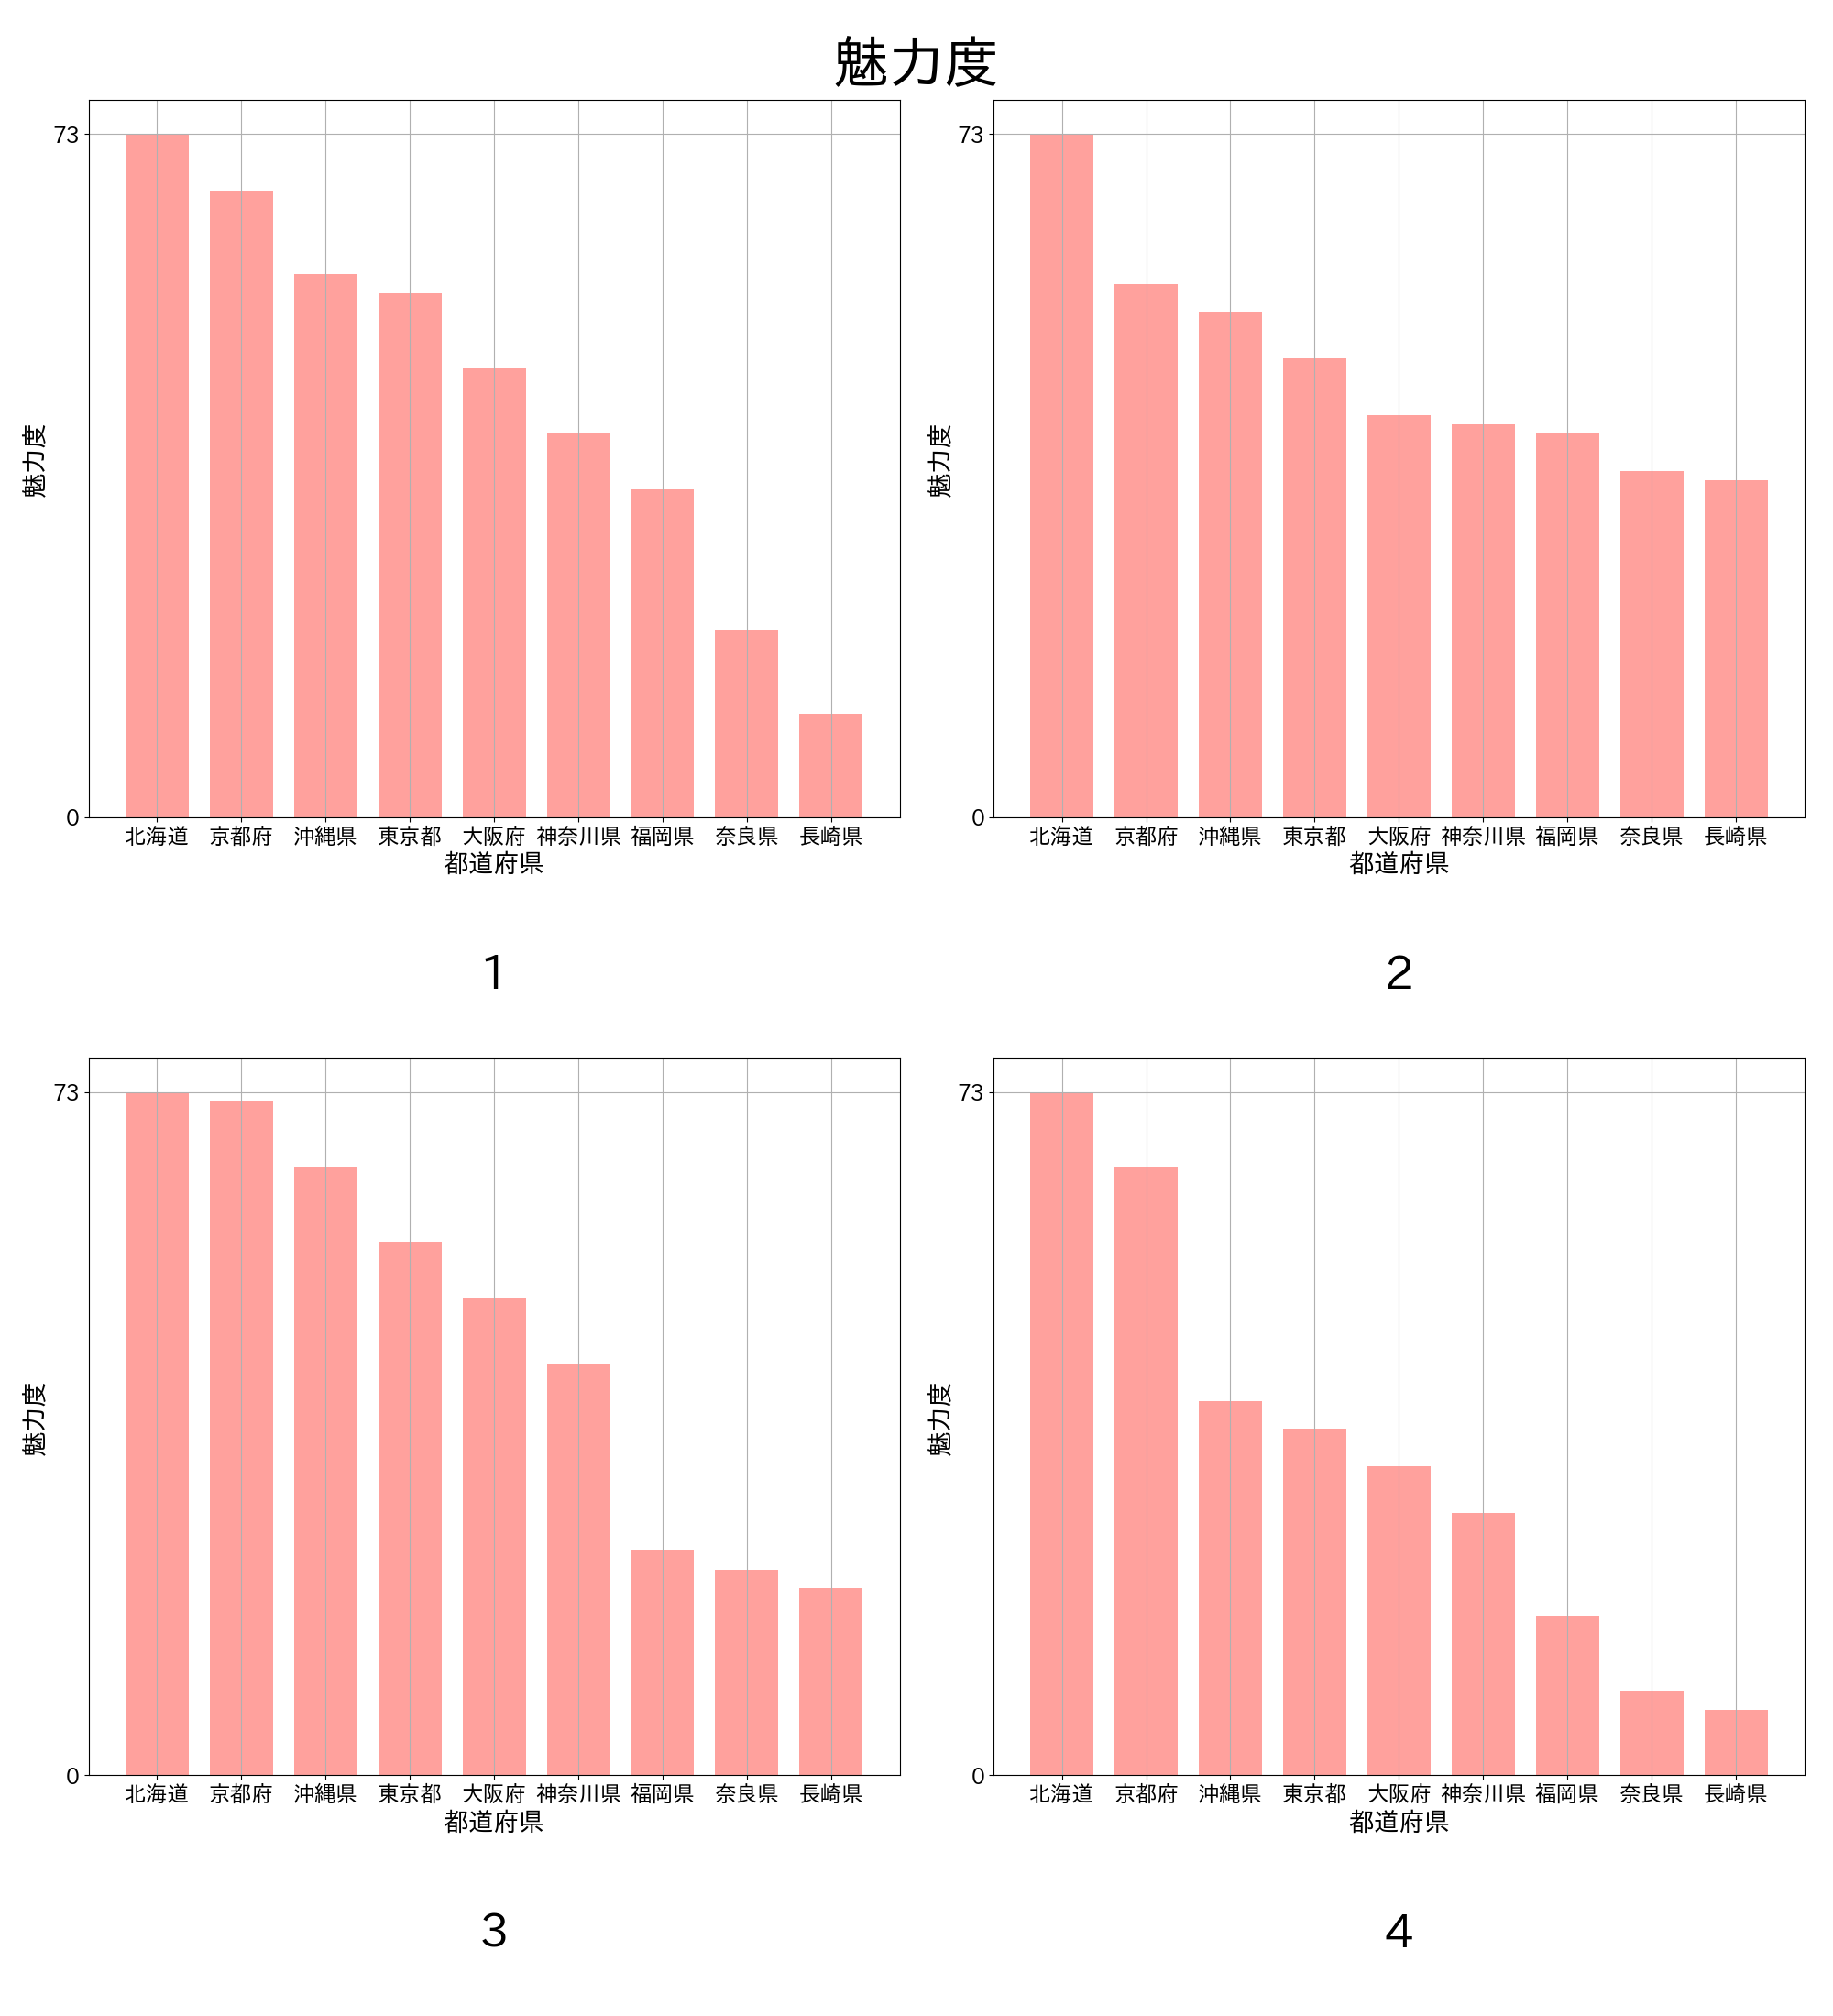 魅力度
73
魅力度
0
北海道 京都府 沖縄県 東京都 大阪府 神奈川県 福岡県 奈良県 長崎県
都道府県
1
73
魅力度
0
北海道 京都府 沖縄県 東京都 大阪府 神奈川県 福岡県 奈良県 長崎県
都道府県
2
73
魅力度
0
北海道 京都府 沖縄県 東京都 大阪府 神奈川県 福岡県 奈良県 長崎県
都道府県
3
73
魅力度
0
北海道 京都府 沖縄県 東京都 大阪府 神奈川県 福岡県 奈良県 長崎県
都道府県
4